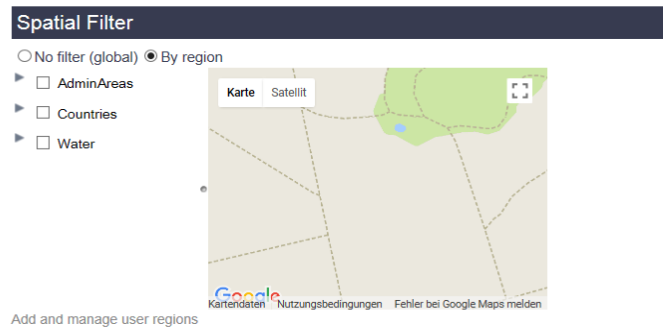 Spatial Filter
No filter (global) By region
AdminAreas
Countries
Water
Karte Satellit
Google
Kartendaten Nutzungsbedingungen Fehler bei Google Maps melden
Add and manage user regions